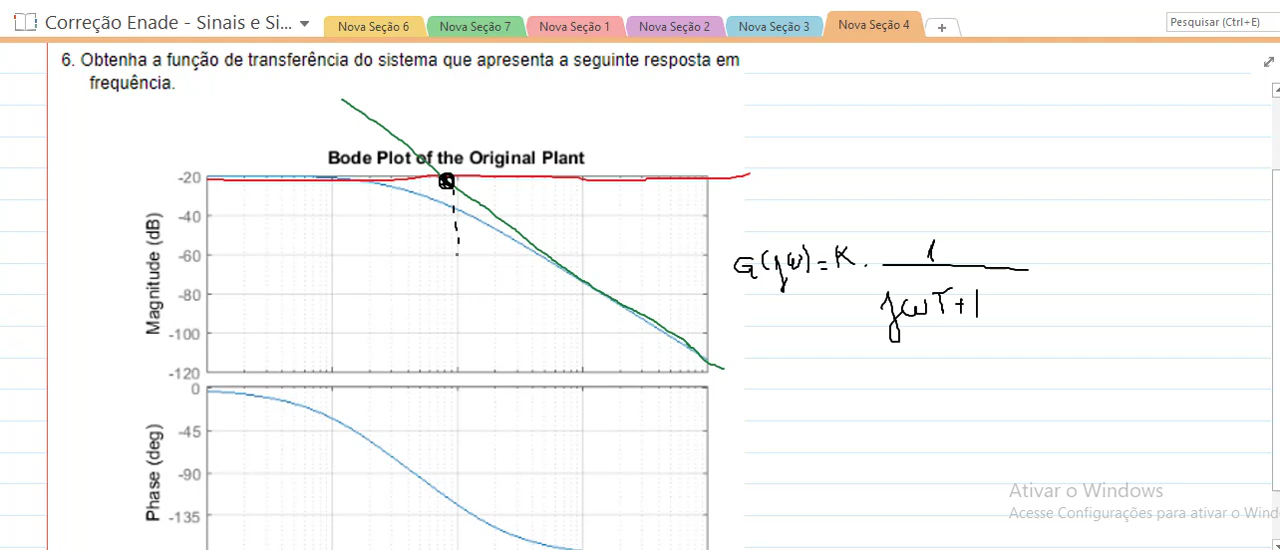 Correção Enade - Sinais e Si...
Nova Seção 6
Nova Seção 7
Nova Seção 1
Nova Seção 2
Nova Seção 3
Nova Seção 4
+
Pesquisar (Ctrl+E)
6. Obtenha a função de transferência do sistema que apresenta a seguinte resposta em
frequência.
Bode Plot of the Original Plant
Magnitude (dB)
-20
-40
-60
-80
-100
-120
G(jω) = K · 1
jωT+1
Phase (deg)
0
-45
-90
-135
Ativar o Windows
Acesse Configurações para ativar o Wind